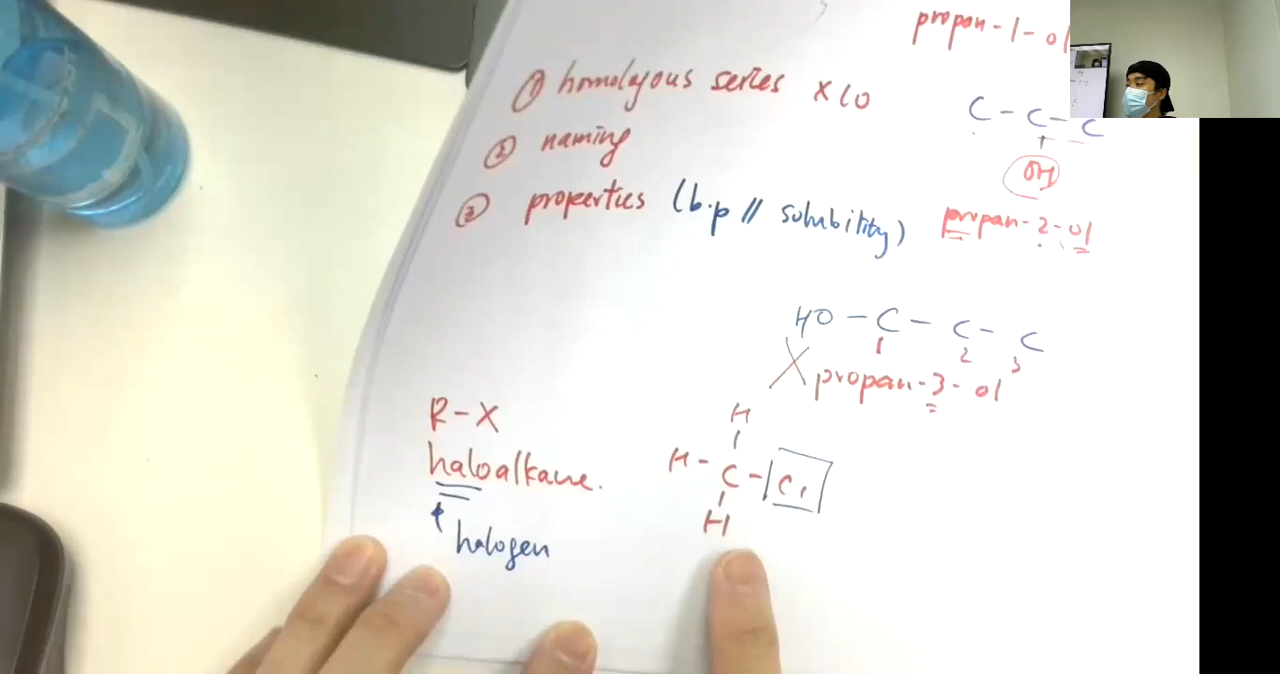 propan-1-ol
① homologous series x10
C - C - C
OH
② naming
③ properties (b.p // solubility)
propan-2-ol
HO - C - C - C
1 2 3
X propan-3-ol
R-X
haloalkane.
halogen
H
H - C - Cl
H